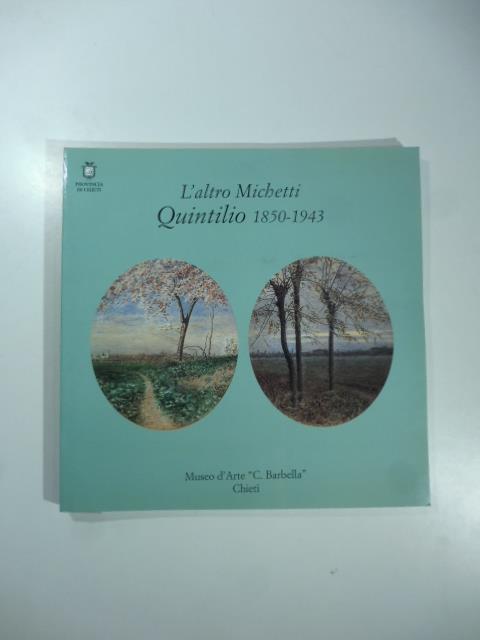 PROVINCIA
DI CHIETI
L'altro Michetti
Quintilio 1850-1943
Museo d'Arte "C. Barbella"
Chieti